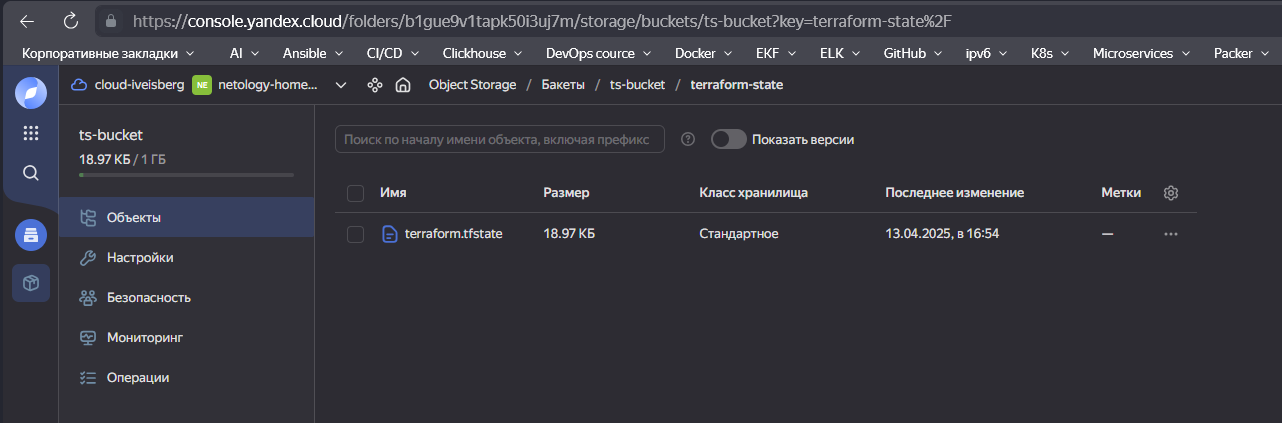 https://console.yandex.cloud/folders/b1gue9v1tapk50i3uj7m/storage/buckets/ts-bucket?key=terraform-state%2F
Корпоративные закладки AI Ansible CI/CD Clickhouse DevOps cource Docker EKF ELK GitHub ipv6 K8s Microservices Packer
cloud-iveisberg NE netology-home... Object Storage / Бакеты / ts-bucket / terraform-state
ts-bucket
18.97 КБ / 1 ГБ
Объекты
Настройки
Безопасность
Мониторинг
Операции
Поиск по началу имени объекта, включая префикс Показать версии
Имя Размер Класс хранилища Последнее изменение Метки
terraform.tfstate 18.97 КБ Стандартное 13.04.2025, в 16:54 —